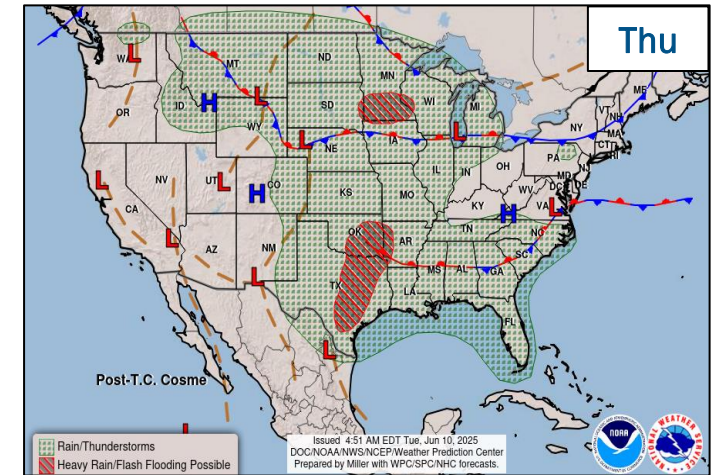 Thu
WA
MT
ND
MN
ME
OR
ID
SD
WI
MI
VT
NH
NY
MA
CT
RI
WY
NE
IA
PA
NJ
OH
IL
IN
MD
DE
DC
NV
UT
CO
KS
MO
WV
VA
KY
CA
AZ
NM
OK
AR
TN
NC
SC
TX
LA
MS
AL
GA
FL
H
H
H
L
L
L
L
L
L
L
L
L
L
L
Post-T.C. Cosme
Rain/Thunderstorms
Heavy Rain/Flash Flooding Possible
Issued 4:51 AM EDT Tue, Jun 10, 2025
DOC/NOAA/NWS/NCEP/Weather Prediction Center
Prepared by Miller with WPC/SPC/NHC forecasts.
NOAA
NATIONAL WEATHER SERVICE